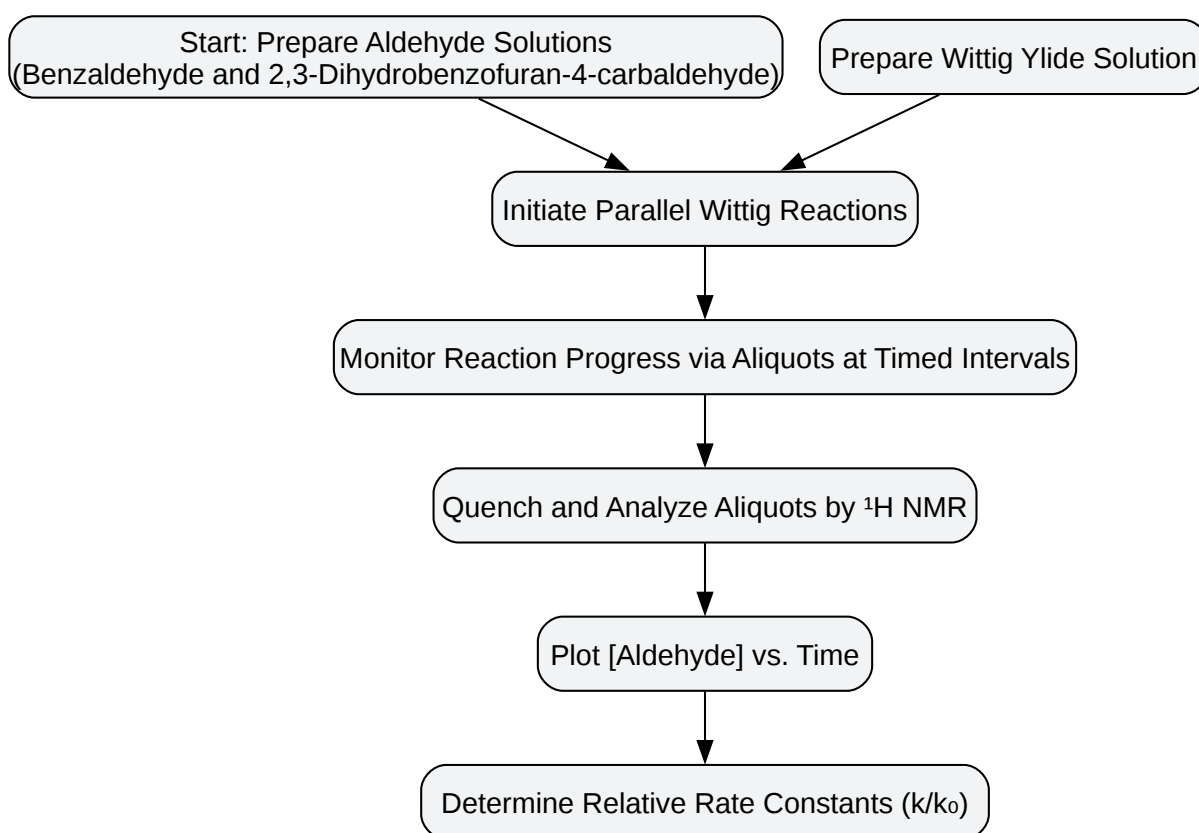 Start: Prepare Aldehyde Solutions
(Benzaldehyde and 2,3-Dihydrobenzofuran-4-carbaldehyde)
Prepare Wittig Ylide Solution
Initiate Parallel Wittig Reactions
Monitor Reaction Progress via Aliquots at Timed Intervals
Quench and Analyze Aliquots by ¹H NMR
Plot [Aldehyde] vs. Time
Determine Relative Rate Constants (k/k₀)